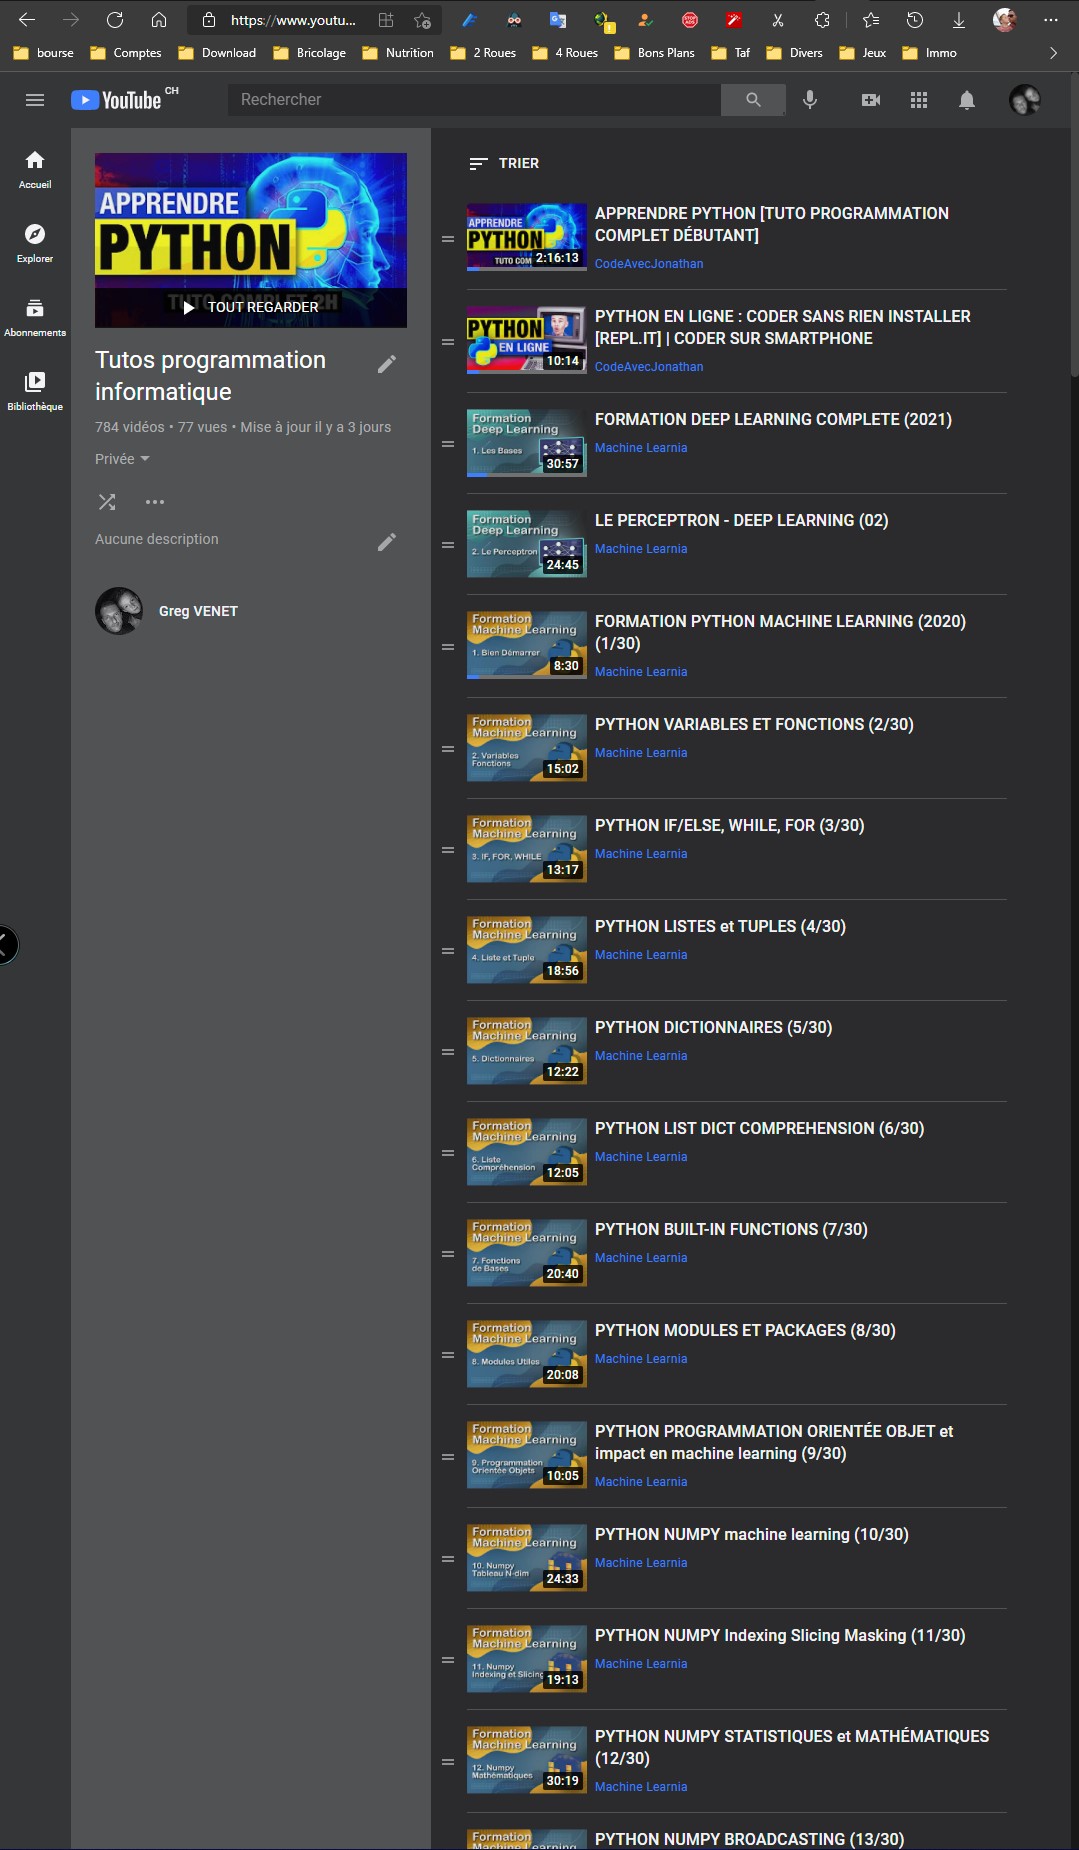 https://www.youtu...
bourse
Comptes
Download
Bricolage
Nutrition
2 Roues
4 Roues
Bons Plans
Taf
Divers
Jeux
Immo
YouTube CH
Rechercher
Accueil
Explorer
Abonnements
Bibliothèque
APPRENDRE
PYTHON
TUTO COMPLET 2H
TOUT REGARDER
Tutos programmation
informatique
784 vidéos • 77 vues • Mise à jour il y a 3 jours
Privée
Aucune description
Greg VENET
TRIER
APPRENDRE
PYTHON
TUTO COM
2:16:13
APPRENDRE PYTHON [TUTO PROGRAMMATION
COMPLET DÉBUTANT]
CodeAvecJonathan
PYTHON
EN LIGNE
10:14
PYTHON EN LIGNE : CODER SANS RIEN INSTALLER
[REPL.IT] | CODER SUR SMARTPHONE
CodeAvecJonathan
Formation
Deep Learning
1. Les Bases
30:57
FORMATION DEEP LEARNING COMPLETE (2021)
Machine Learnia
Formation
Deep Learning
2. Le Perceptron
24:45
LE PERCEPTRON - DEEP LEARNING (02)
Machine Learnia
Formation
Machine Learning
1. Bien Démarrer
8:30
FORMATION PYTHON MACHINE LEARNING (2020)
(1/30)
Machine Learnia
Formation
Machine Learning
2. Variables
Fonctions
15:02
PYTHON VARIABLES ET FONCTIONS (2/30)
Machine Learnia
Formation
Machine Learning
3. IF, FOR, WHILE
13:17
PYTHON IF/ELSE, WHILE, FOR (3/30)
Machine Learnia
Formation
Machine Learning
4. Liste et Tuple
18:56
PYTHON LISTES et TUPLES (4/30)
Machine Learnia
Formation
Machine Learning
5. Dictionnaires
12:22
PYTHON DICTIONNAIRES (5/30)
Machine Learnia
Formation
Machine Learning
6. Liste
Compréhension
12:05
PYTHON LIST DICT COMPREHENSION (6/30)
Machine Learnia
Formation
Machine Learning
7. Fonctions
de Bases
20:40
PYTHON BUILT-IN FUNCTIONS (7/30)
Machine Learnia
Formation
Machine Learning
8. Modules Utiles
20:08
PYTHON MODULES ET PACKAGES (8/30)
Machine Learnia
Formation
Machine Learning
9. Programmation
Orientée Objets
10:05
PYTHON PROGRAMMATION ORIENTÉE OBJET et
impact en machine learning (9/30)
Machine Learnia
Formation
Machine Learning
10. Numpy
Tableau N-dim
24:33
PYTHON NUMPY machine learning (10/30)
Machine Learnia
Formation
Machine Learning
11. Numpy
Indexing et Slicing
19:13
PYTHON NUMPY Indexing Slicing Masking (11/30)
Machine Learnia
Formation
Machine Learning
12. Numpy
Mathématiques
30:19
PYTHON NUMPY STATISTIQUES et MATHÉMATIQUES
(12/30)
Machine Learnia
Formation
Machine Learning
PYTHON NUMPY BROADCASTING (13/30)